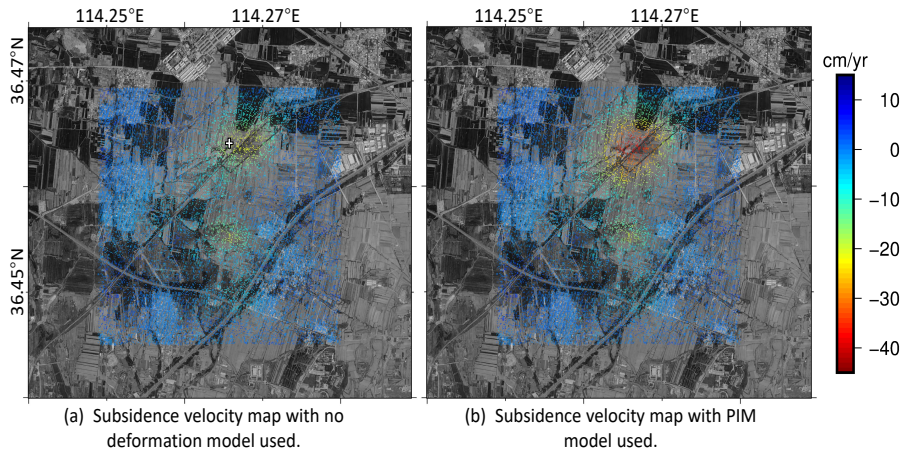 114.25°E 114.27°E 114.25°E 114.27°E
cm/yr
36.47°N
36.45°N
10
0
−10
−20
−30
−40
(a) Subsidence velocity map with no
deformation model used.
(b) Subsidence velocity map with PIM
model used.